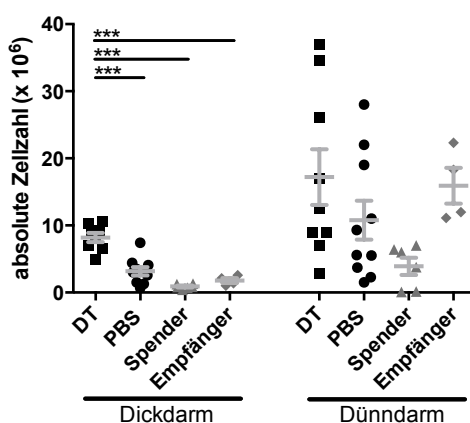 absolute Zellzahl (x 10⁶)
40
30
20
10
0
***
***
***
DT
PBS
Spender
Empfänger
DT
PBS
Spender
Empfänger
Dickdarm
Dünndarm